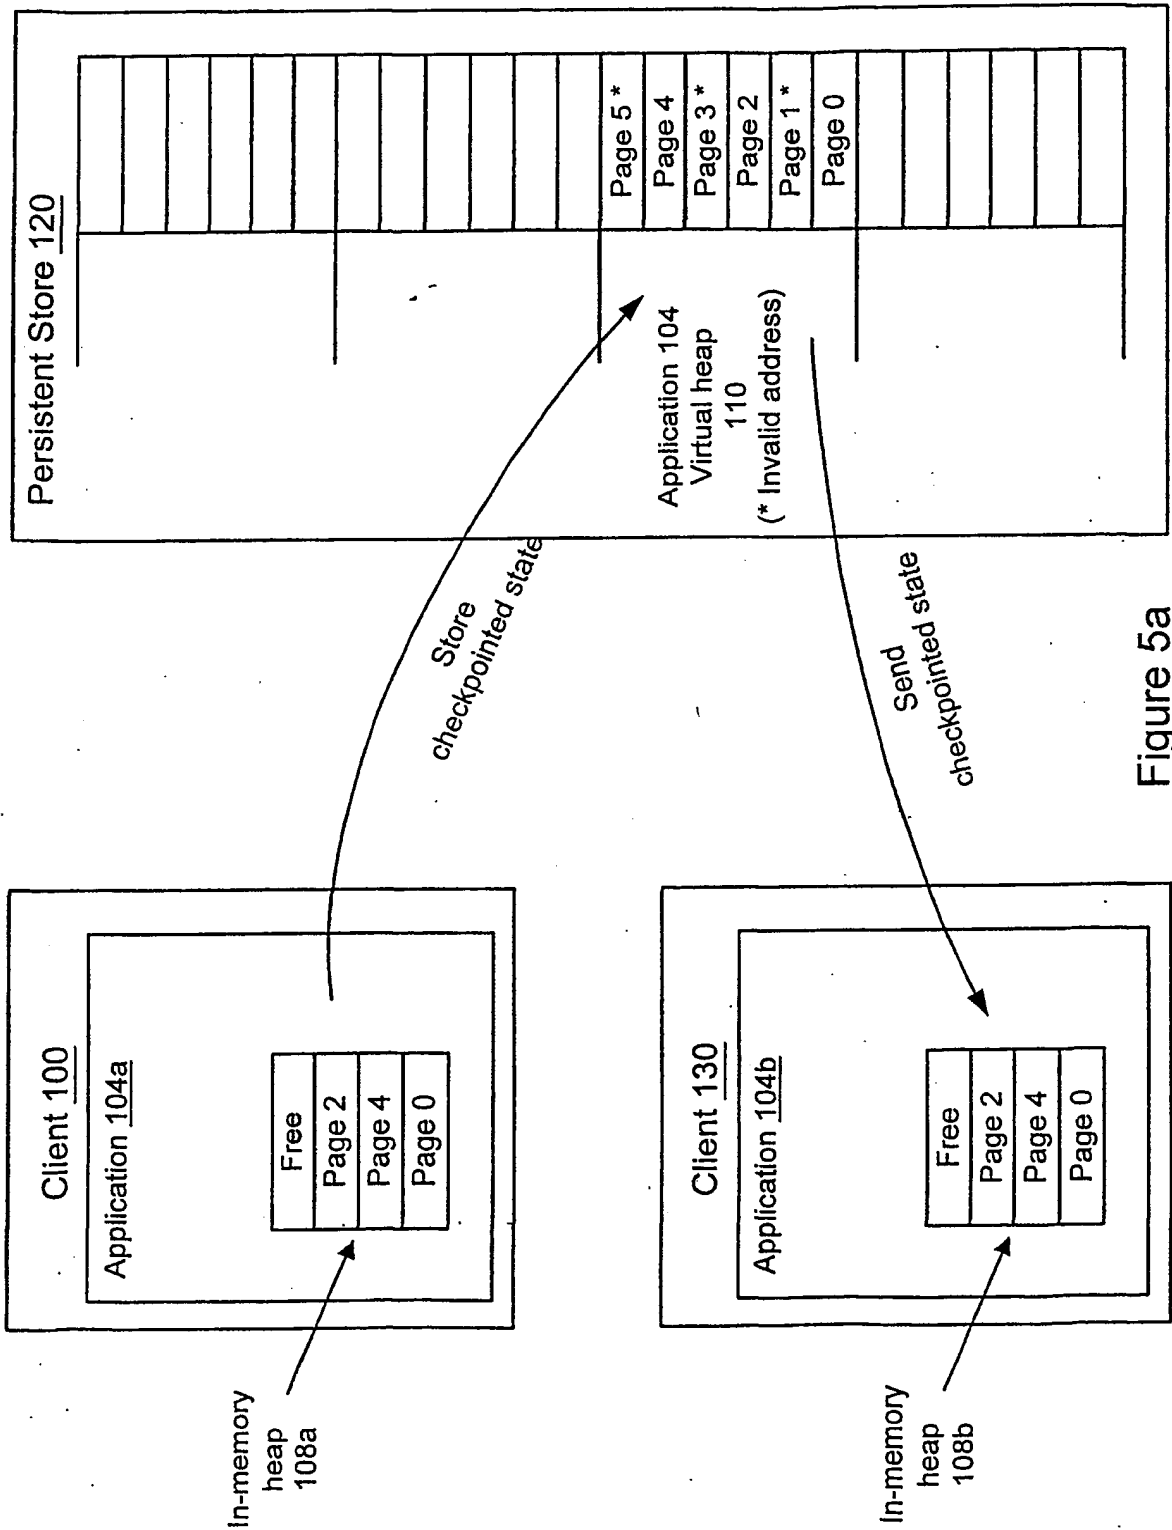 Client 100
Application 104a
Free
Page 2
Page 4
Page 0
In-memory
heap
108a
Store
checkpointed state
Persistent Store 120
Page 5 *
Page 4
Page 3 *
Page 2
Page 1 *
Page 0
Application 104
Virtual heap
110
(* Invalid address)
Send
checkpointed state
Client 130
Application 104b
Free
Page 2
Page 4
Page 0
In-memory
heap
108b
Figure 5a